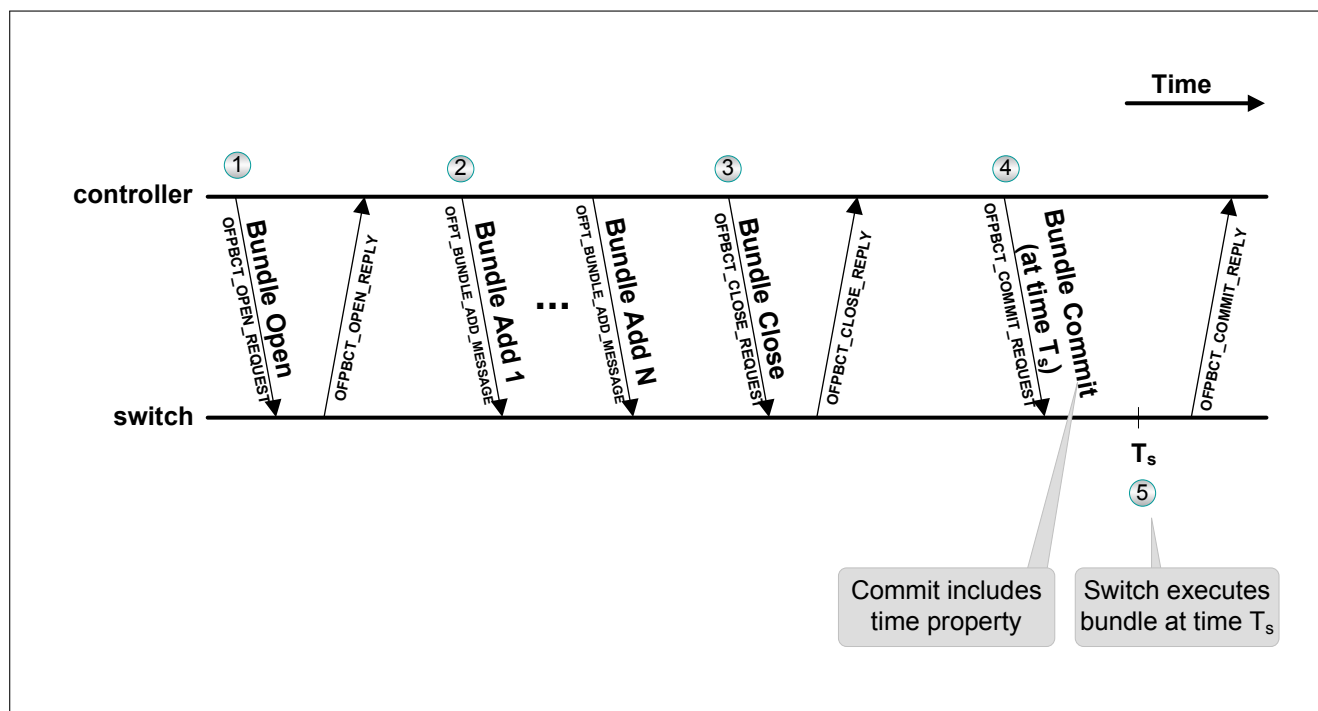 Time
1
2
3
4
controller
Bundle Open
OFPBCT_OPEN_REQUEST
OFPBCT_OPEN_REPLY
Bundle Add 1
OFPT_BUNDLE_ADD_MESSAGE
...
Bundle Add N
OFPT_BUNDLE_ADD_MESSAGE
Bundle Close
OFPBCT_CLOSE_REQUEST
OFPBCT_CLOSE_REPLY
Bundle Commit
(at time Ts)
OFPBCT_COMMIT_REQUEST
OFPBCT_COMMIT_REPLY
switch
Ts
5
Commit includes
time property
Switch executes
bundle at time Ts